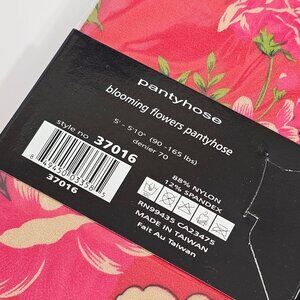 pantyhose
blooming flowers pantyhose
5' - 5'10" (90 - 165 lbs)
denier 70
style no 37016
37016
88% NYLON
12% SPANDEX
RN99435 CA23475
MADE IN TAIWAN
Fait Au Taiwan